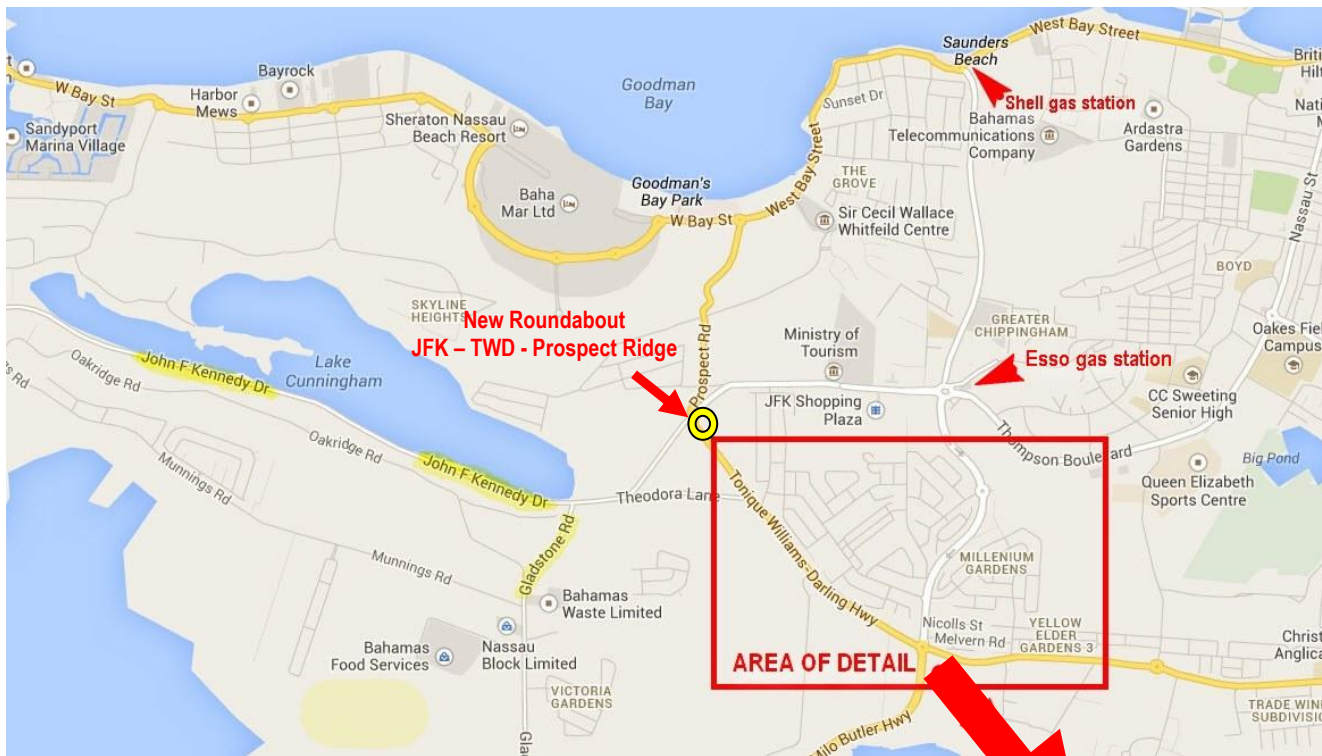 West Bay Street
Saunders
Beach
Shell gas station
Goodman
Bay
Bayrock
Harbor
Mews
W Bay St
Sandyport
Marina Village
Sheraton Nassau
Beach Resort
Sunset Dr
Bahamas
Telecommunications
Company
Ardastra
Gardens
West Bay Street
THE
GROVE
Goodman's
Bay Park
Baha
Mar Ltd
W Bay St
West Bay Street
Sir Cecil Wallace
Whitfeild Centre
Nassau St
BOYD
SKYLINE
HEIGHTS
New Roundabout
JFK – TWD - Prospect Ridge
Prospect Rd
Ministry of
Tourism
GREATER
CHIPPINGHAM
Oakes Fiel
Campus
Esso gas station
John F Kennedy Dr
Lake
Cunningham
Oakridge Rd
JFK Shopping
Plaza
CC Sweeting
Senior High
Thompson Boulevard
Oakridge Rd
Munnings Rd
John F Kennedy Dr
Theodora Lane
Tonique Williams-Darling Hwy
Big Pond
Queen Elizabeth
Sports Centre
Gladstone Rd
Munnings Rd
MILLENIUM
GARDENS
Bahamas
Waste Limited
Nicolls St
Melvern Rd
YELLOW
ELDER
GARDENS 3
Bahamas
Food Services
Nassau
Block Limited
AREA OF DETAIL
Christ
Anglica
VICTORIA
GARDENS
TRADE WIN
SUBDIVISIO
Milo Butler Hwy